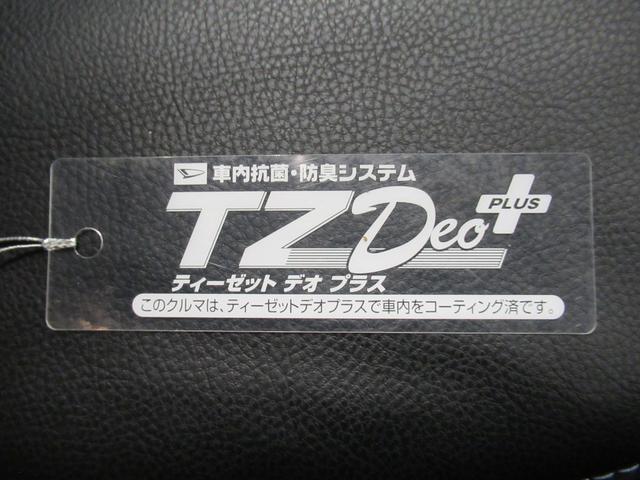 車内抗菌・防臭システム
TZ Deo PLUS
ティーゼット デオ プラス
このクルマは、ティーゼットデオプラスで車内をコーティング済です。